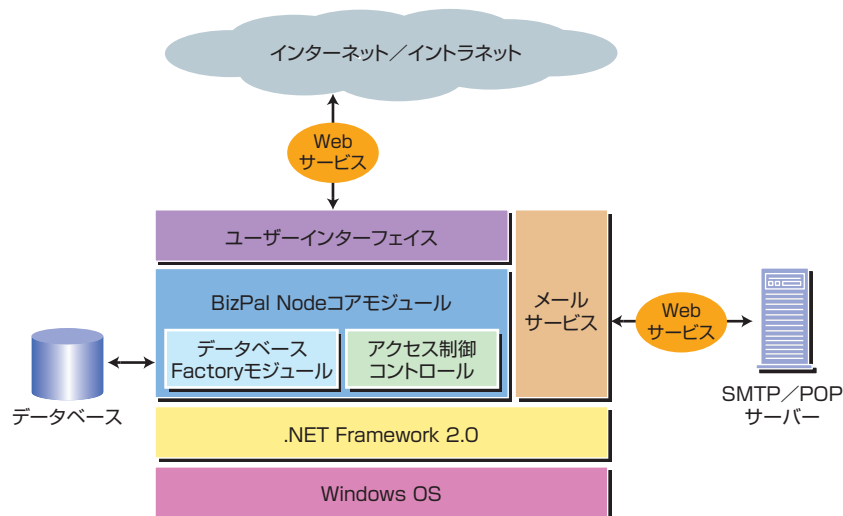 インターネット／イントラネット
Web
サービス
ユーザーインターフェイス
BizPal Nodeコアモジュール
データベース
Factoryモジュール
アクセス制御
コントロール
メール
サービス
Web
サービス
データベース
SMTP／POP
サーバー
.NET Framework 2.0
Windows OS